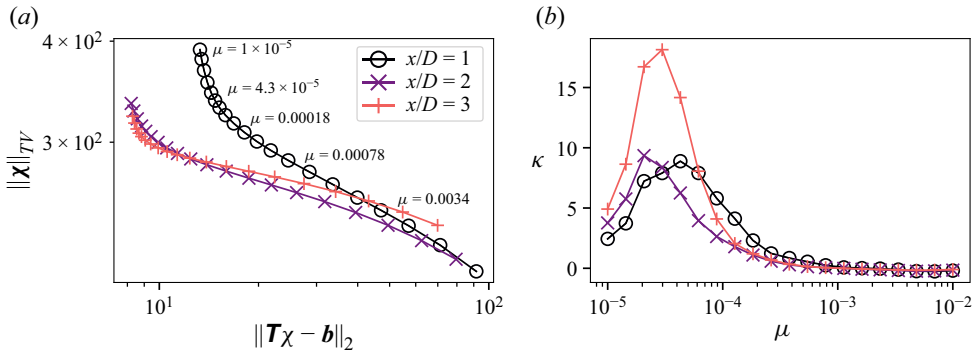 (a)
4 × 10²
3 × 10²
‖χ‖_TV
μ = 1 × 10⁻⁵
μ = 4.3 × 10⁻⁵
μ = 0.00018
μ = 0.00078
μ = 0.0034
x/D = 1
x/D = 2
x/D = 3
10¹
10²
‖Tχ − b‖₂
(b)
15
10
5
0
κ
10⁻⁵
10⁻⁴
10⁻³
10⁻²
μ